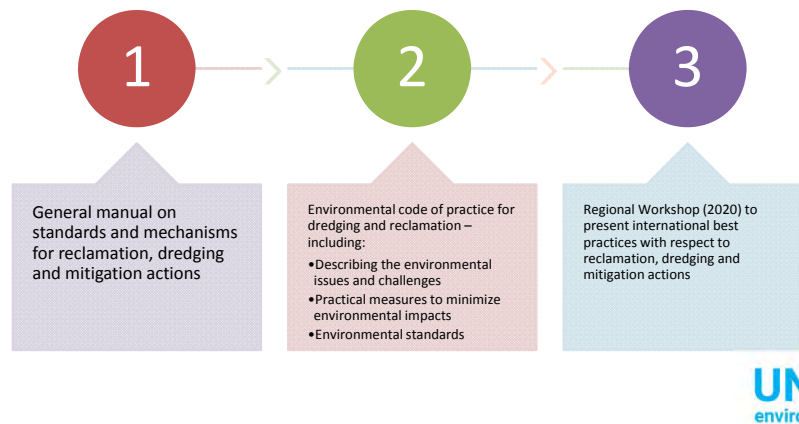 1
2
3
General manual on
standards and mechanisms
for reclamation, dredging
and mitigation actions
Environmental code of practice for
dredging and reclamation –
including:
•Describing the environmental
issues and challenges
•Practical measures to minimize
environmental impacts
•Environmental standards
Regional Workshop (2020) to
present international best
practices with respect to
reclamation, dredging and
mitigation actions